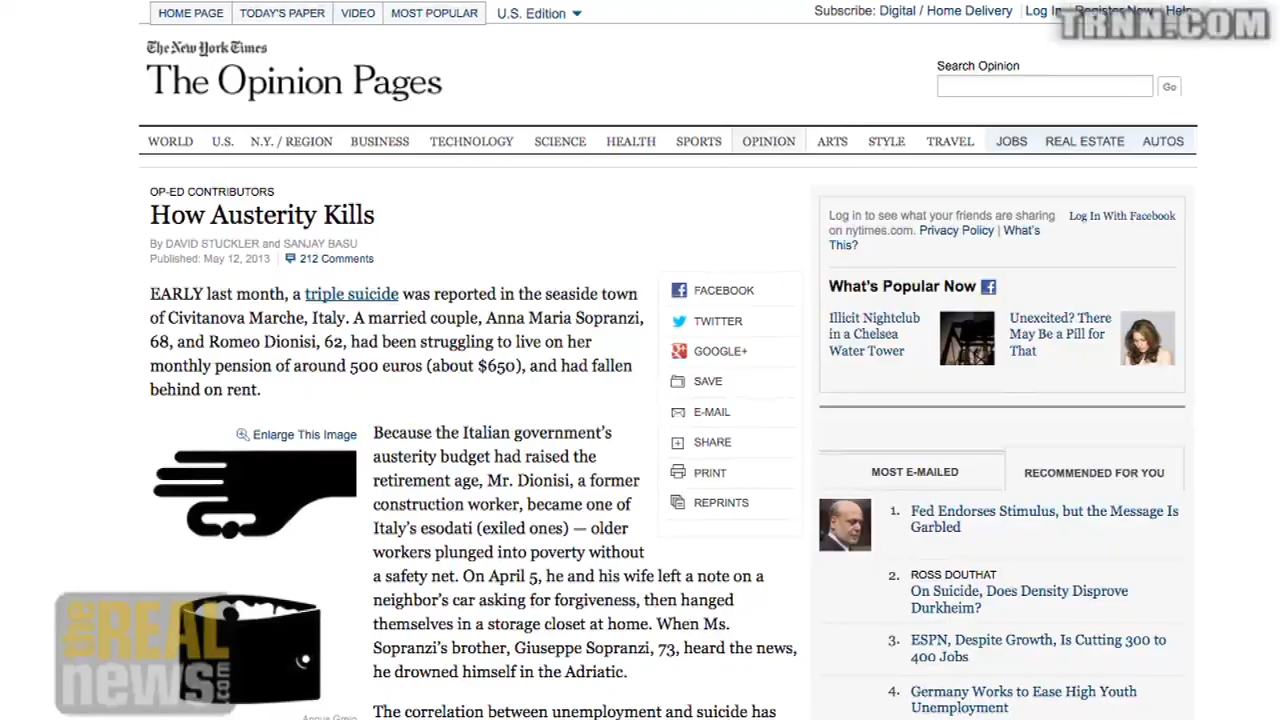 HOME PAGE TODAY'S PAPER VIDEO MOST POPULAR U.S. Edition
Subscribe: Digital / Home Delivery Log In Register Now Help
TRNN.COM
The New York Times
The Opinion Pages
Search Opinion
Go
WORLD U.S. N.Y. / REGION BUSINESS TECHNOLOGY SCIENCE HEALTH SPORTS OPINION ARTS STYLE TRAVEL JOBS REAL ESTATE AUTOS
OP-ED CONTRIBUTORS
How Austerity Kills
By DAVID STUCKLER and SANJAY BASU
Published: May 12, 2013 212 Comments
EARLY last month, a triple suicide was reported in the seaside town
of Civitanova Marche, Italy. A married couple, Anna Maria Sopranzi,
68, and Romeo Dionisi, 62, had been struggling to live on her
monthly pension of around 500 euros (about $650), and had fallen
behind on rent.
Enlarge This Image
Because the Italian government's
austerity budget had raised the
retirement age, Mr. Dionisi, a former
construction worker, became one of
Italy's esodati (exiled ones) — older
workers plunged into poverty without
a safety net. On April 5, he and his wife left a note on a
neighbor's car asking for forgiveness, then hanged
themselves in a storage closet at home. When Ms.
Sopranzi's brother, Giuseppe Sopranzi, 73, heard the news,
he drowned himself in the Adriatic.
The correlation between unemployment and suicide has
FACEBOOK
TWITTER
GOOGLE+
SAVE
E-MAIL
SHARE
PRINT
REPRINTS
Log in to see what your friends are sharing
on nytimes.com. Privacy Policy | What's
This?
Log In With Facebook
What's Popular Now
Illicit Nightclub
in a Chelsea
Water Tower
Unexcited? There
May Be a Pill for
That
MOST E-MAILED RECOMMENDED FOR YOU
1. Fed Endorses Stimulus, but the Message Is
Garbled
2. ROSS DOUTHAT
On Suicide, Does Density Disprove
Durkheim?
3. ESPN, Despite Growth, Is Cutting 300 to
400 Jobs
4. Germany Works to Ease High Youth
Unemployment
the REAL
news.com